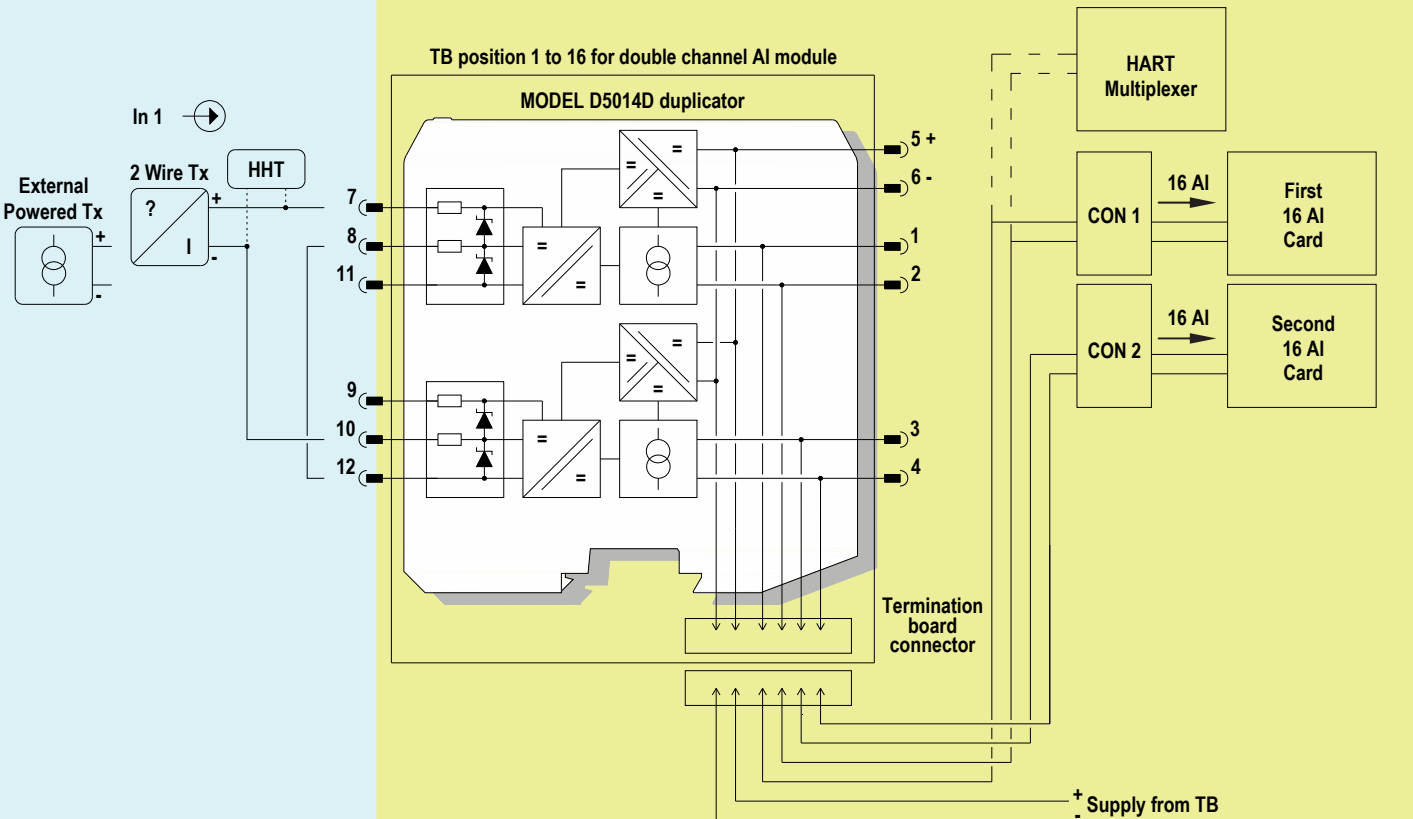 TB position 1 to 16 for double channel AI module
MODEL D5014D duplicator
In 1
External
Powered Tx
+
-
2 Wire Tx
?
I
+
-
HHT
7
8
11
9
10
12
=
=
=
=
=
=
=
=
=
=
5 +
6 -
1
2
3
4
Termination
board
connector
HART
Multiplexer
CON 1
16 AI
First
16 AI
Card
CON 2
16 AI
Second
16 AI
Card
+
-
Supply from TB